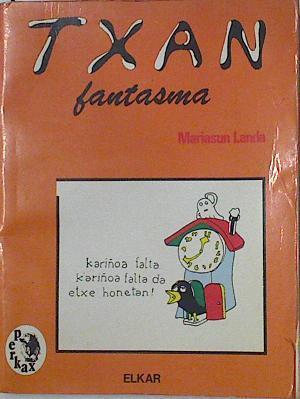 TXAN
fantasma
Mariasun Landa
kariñoa falta
kariñoa falta da
etxe honetan!
perkax
ELKAR